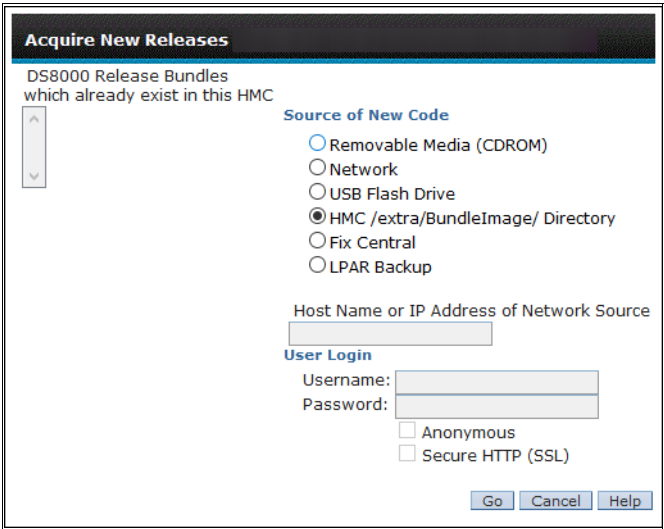 Acquire New Releases
DS8000 Release Bundles
which already exist in this HMC
Source of New Code
Removable Media (CDROM)
Network
USB Flash Drive
HMC /extra/BundleImage/ Directory
Fix Central
LPAR Backup
Host Name or IP Address of Network Source
User Login
Username:
Password:
Anonymous
Secure HTTP (SSL)
Go Cancel Help